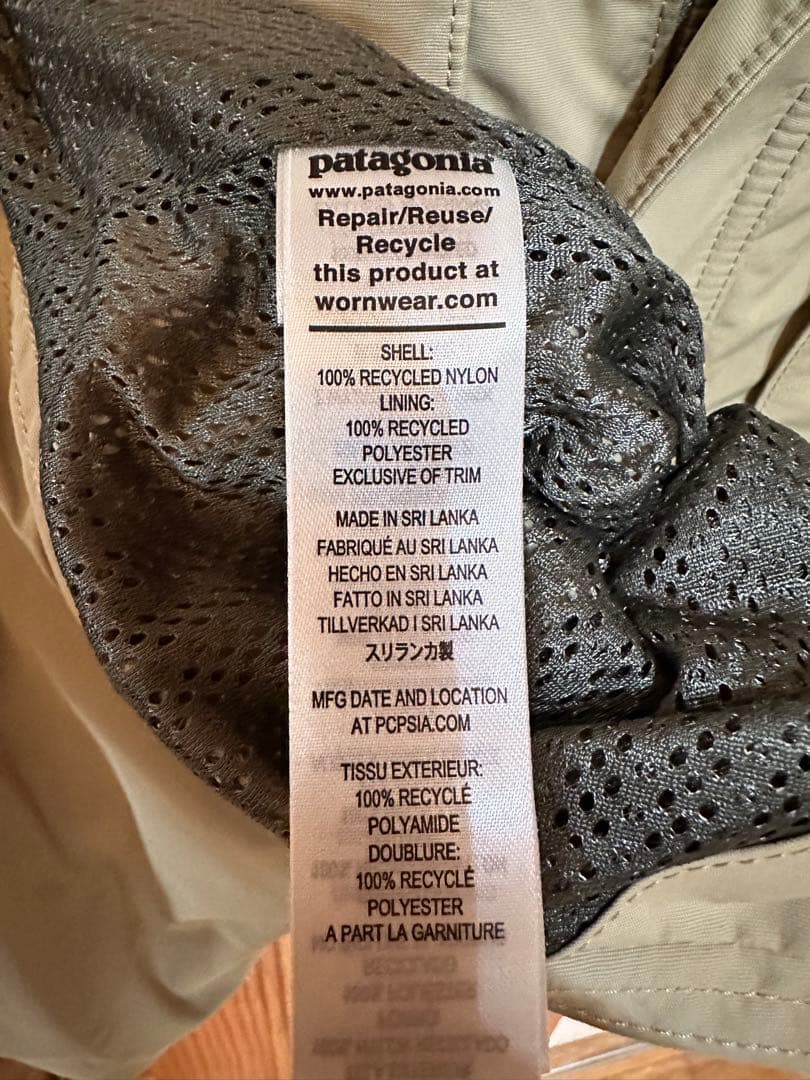 patagonia®
www.patagonia.com
Repair/Reuse/
Recycle
this product at
wornwear.com
SHELL:
100% RECYCLED NYLON
LINING:
100% RECYCLED
POLYESTER
EXCLUSIVE OF TRIM
MADE IN SRI LANKA
FABRIQUÉ AU SRI LANKA
HECHO EN SRI LANKA
FATTO IN SRI LANKA
TILLVERKAD I SRI LANKA
スリランカ製
MFG DATE AND LOCATION
AT PCPSIA.COM
TISSU EXTERIEUR:
100% RECYCLÉ
POLYAMIDE
DOUBLURE:
100% RECYCLÉ
POLYESTER
A PART LA GARNITURE